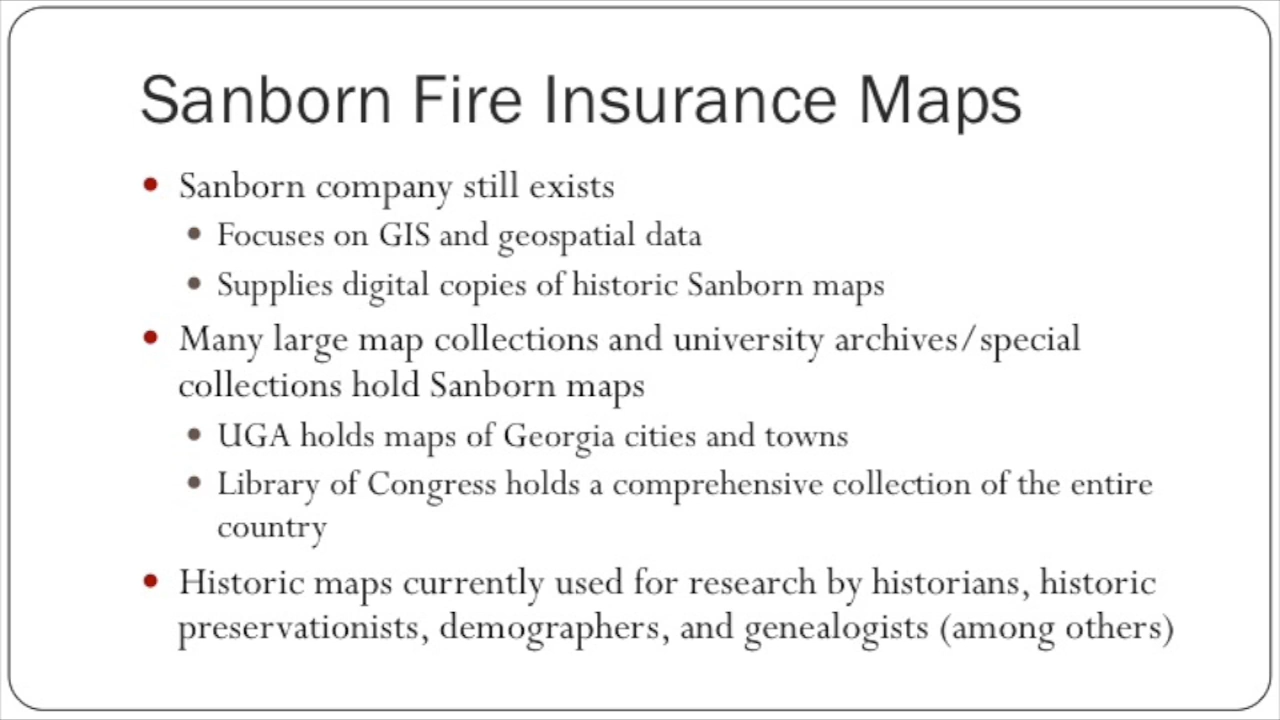 Sanborn Fire Insurance Maps
• Sanborn company still exists
• Focuses on GIS and geospatial data
• Supplies digital copies of historic Sanborn maps
• Many large map collections and university archives/special
collections hold Sanborn maps
• UGA holds maps of Georgia cities and towns
• Library of Congress holds a comprehensive collection of the entire
country
• Historic maps currently used for research by historians, historic
preservationists, demographers, and genealogists (among others)